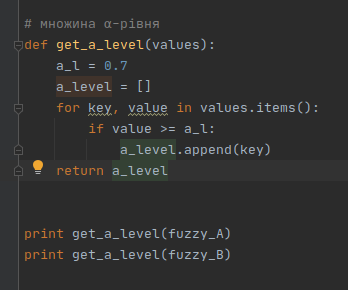 # множина α-рівня
def get_a_level(values):
    a_l = 0.7
    a_level = []
    for key, value in values.items():
        if value >= a_l:
            a_level.append(key)
    return a_level
print get_a_level(fuzzy_A)
print get_a_level(fuzzy_B)